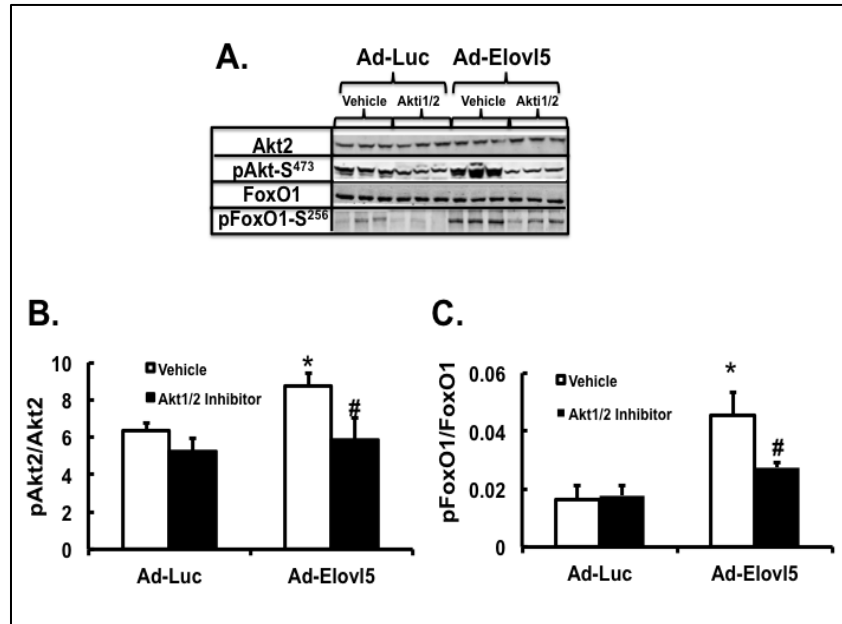 A.
Ad-Luc Ad-Elovl5
Vehicle Akti1/2 Vehicle Akti1/2
Akt2
pAkt-S473
FoxO1
pFoxO1-S256
B.
pAkt2/Akt2
10
8
6
4
2
0
Vehicle
Akt1/2 Inhibitor
*
#
Ad-Luc Ad-Elovl5
C.
pFoxO1/FoxO1
0.06
0.04
0.02
0
Vehicle
Akt1/2 Inhibitor
*
#
Ad-Luc Ad-Elovl5